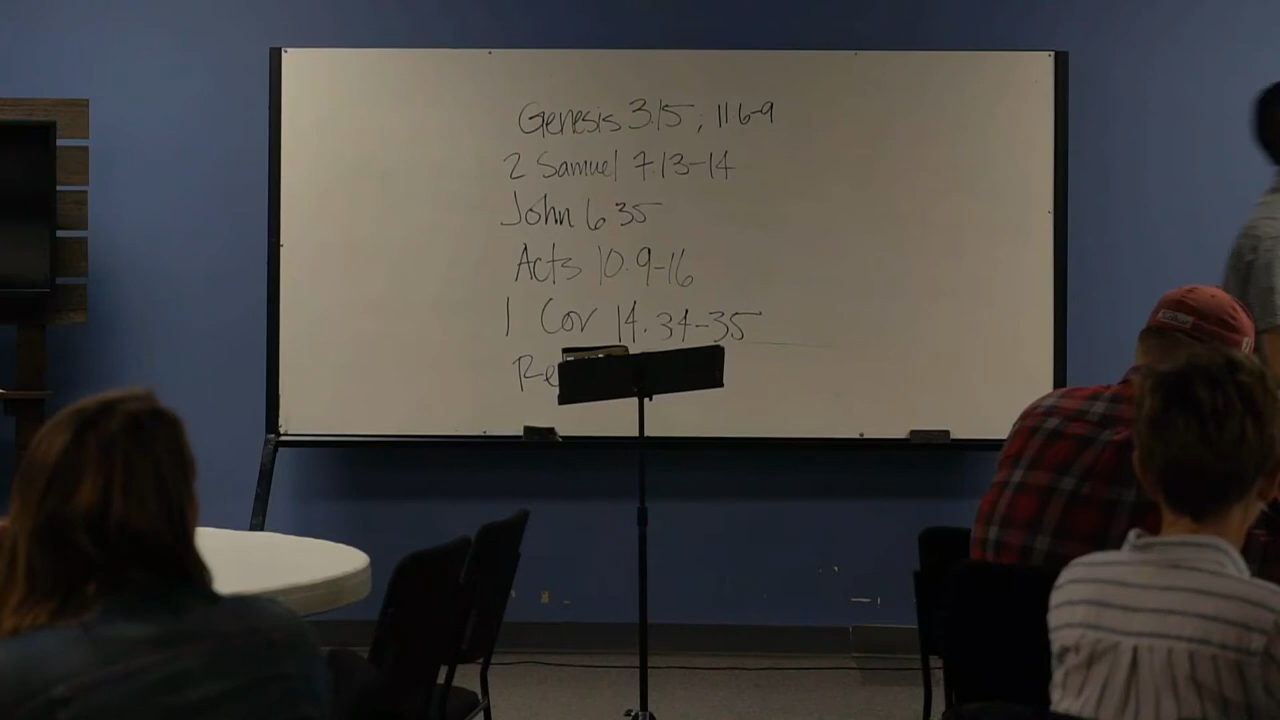 Genesis 3.15; 11 6-9
2 Samuel 7.13-14
John 6 35
Acts 10.9-16
1 Cor 14.34-35
Re